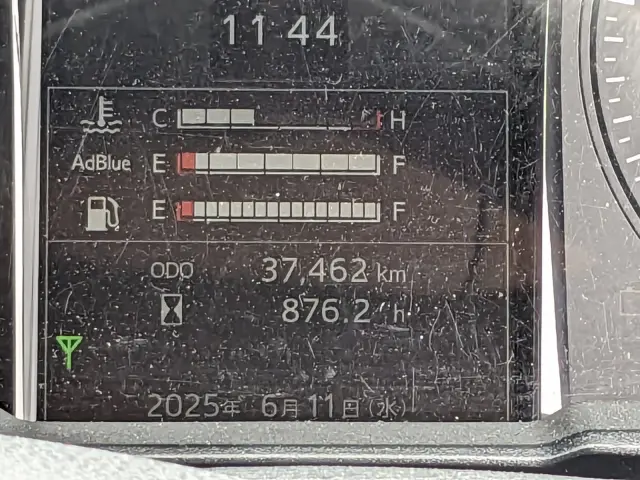 11 44
C H
AdBlue E F
E F
ODO 37,462 km
876.2 h
2025年 6月11日(水)